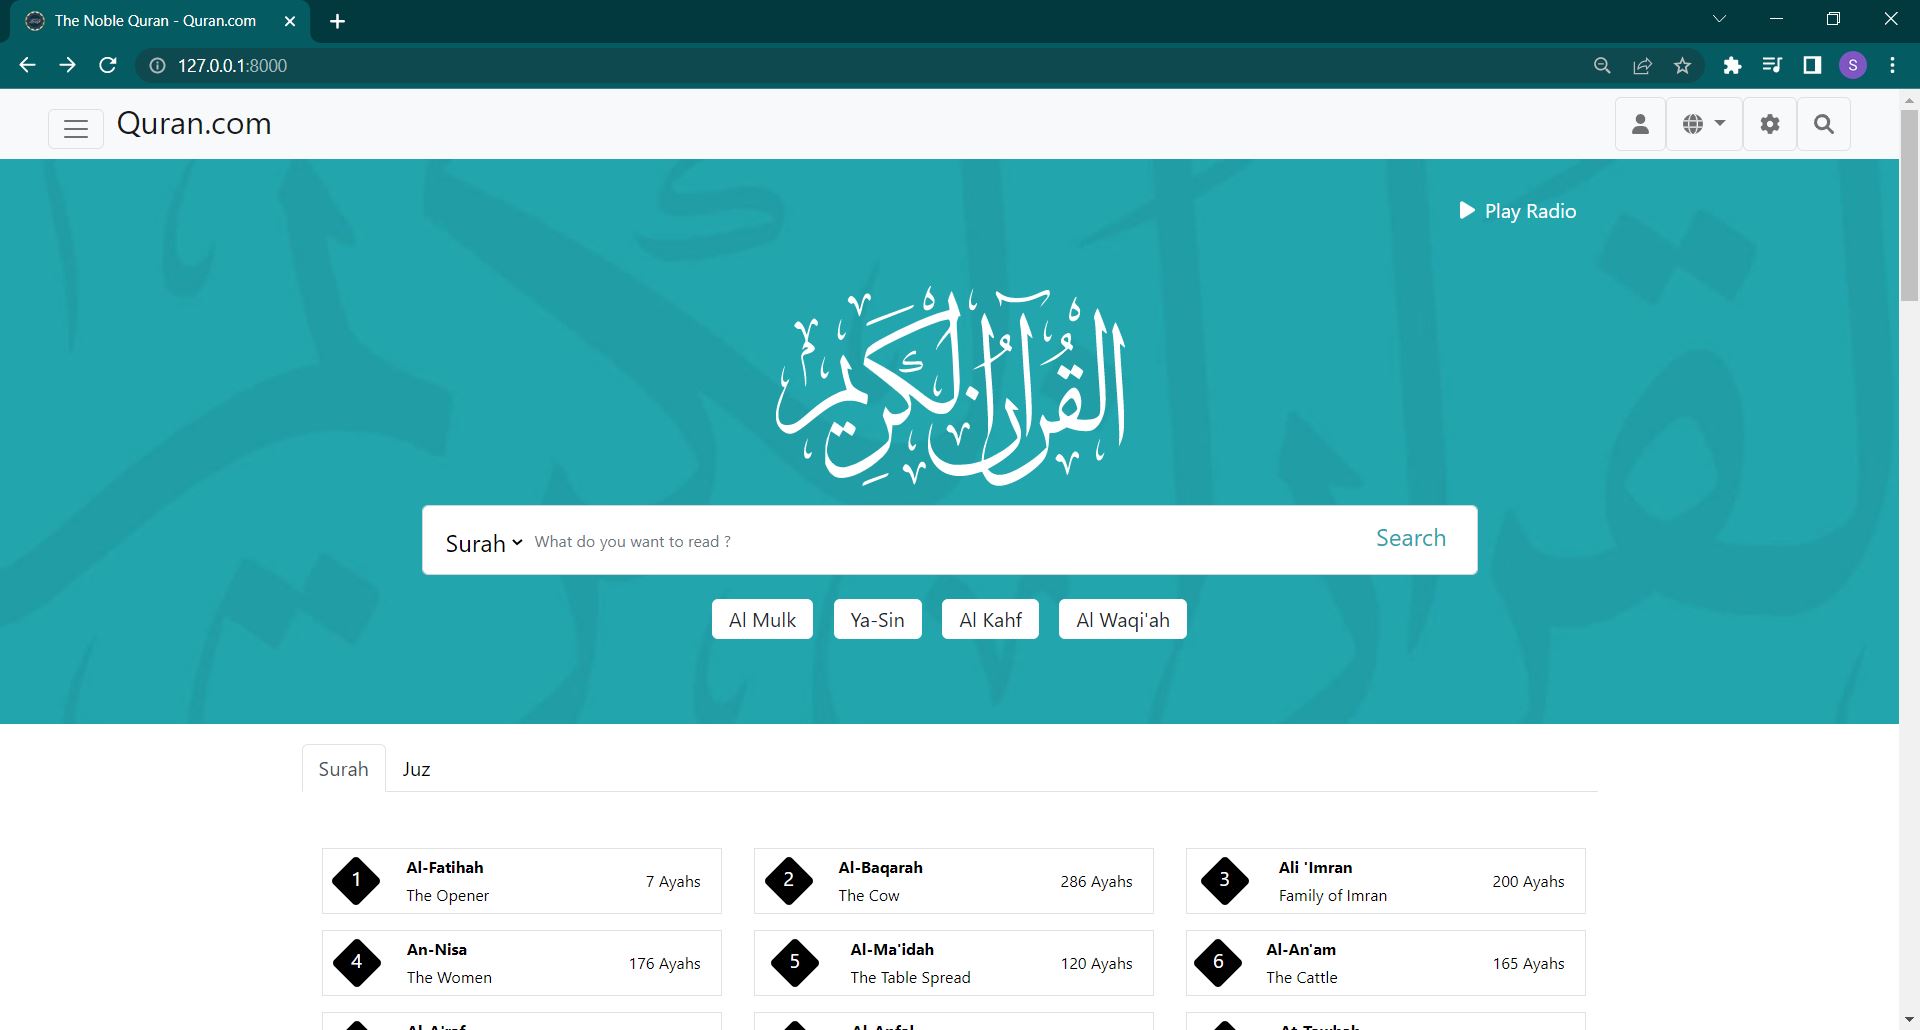 The Noble Quran - Quran.com
127.0.0.1:8000
S
Quran.com
Play Radio
القرآن الكريم
Surah What do you want to read ? Search
Al Mulk Ya-Sin Al Kahf Al Waqi'ah
Surah Juz
1 Al-Fatihah The Opener 7 Ayahs
2 Al-Baqarah The Cow 286 Ayahs
3 Ali 'Imran Family of Imran 200 Ayahs
4 An-Nisa The Women 176 Ayahs
5 Al-Ma'idah The Table Spread 120 Ayahs
6 Al-An'am The Cattle 165 Ayahs